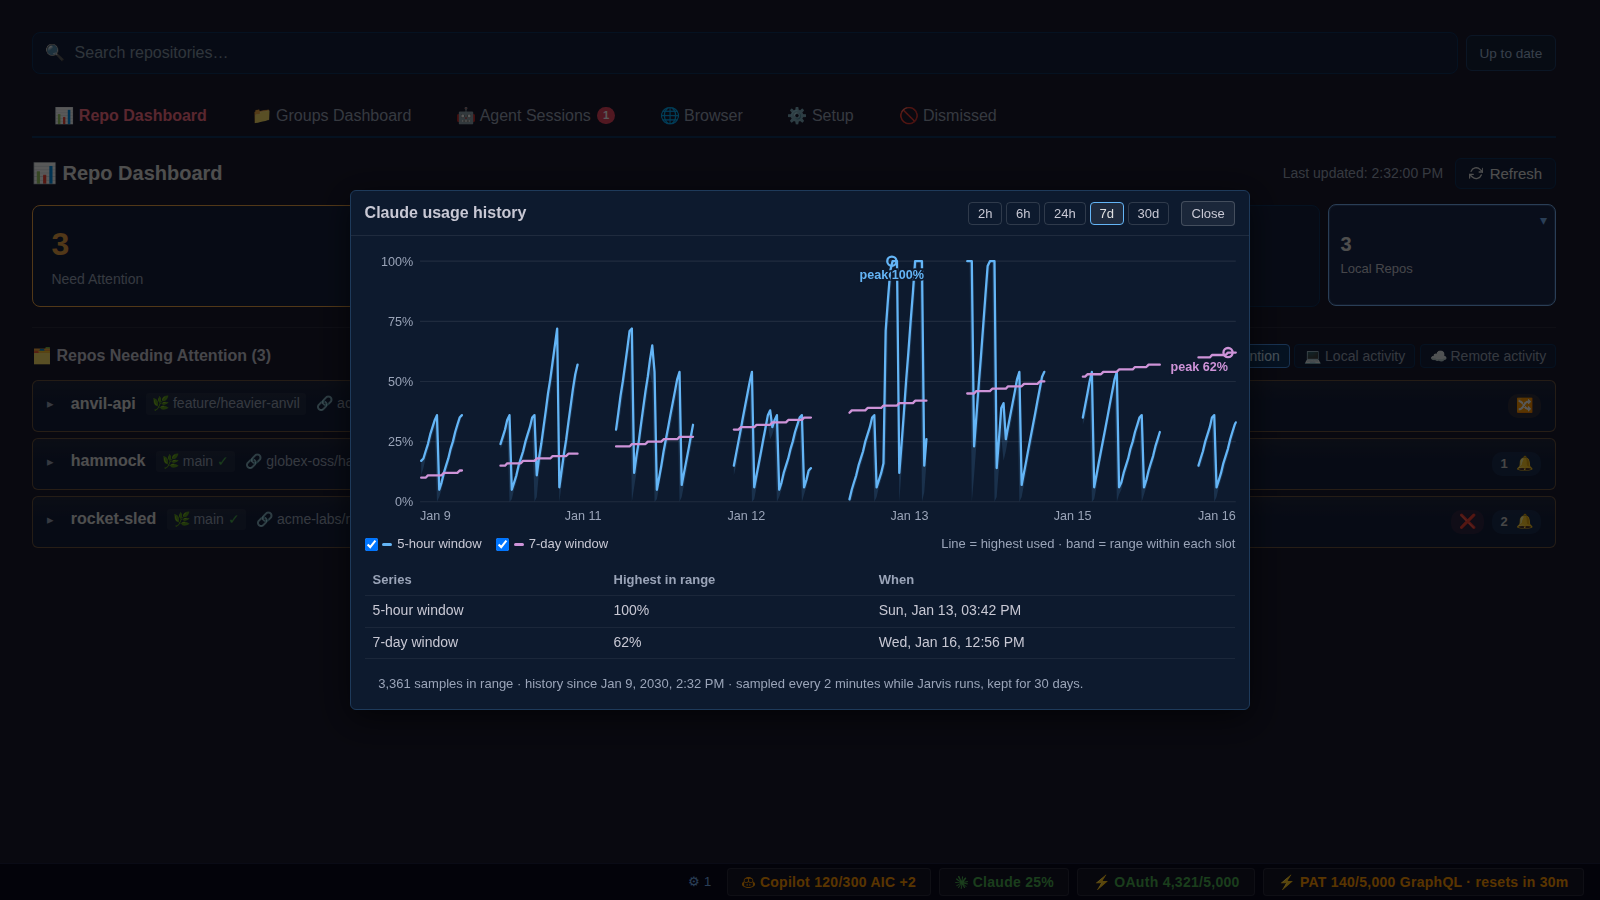 Search repositories…
Up to date
Repo Dashboard
Groups Dashboard
Agent Sessions 1
Browser
Setup
Dismissed
Repo Dashboard
Last updated: 2:32:00 PM
Refresh
3
Need Attention
3
Local Repos
Claude usage history
2h 6h 24h 7d 30d Close
100%
75%
50%
25%
0%
peak 100%
peak 62%
Jan 9 Jan 11 Jan 12 Jan 13 Jan 15 Jan 16
5-hour window 7-day window
Line = highest used · band = range within each slot
Series Highest in range When
5-hour window 100% Sun, Jan 13, 03:42 PM
7-day window 62% Wed, Jan 16, 12:56 PM
3,361 samples in range · history since Jan 9, 2030, 2:32 PM · sampled every 2 minutes while Jarvis runs, kept for 30 days.
Repos Needing Attention (3)
Local activity
Remote activity
anvil-api feature/heavier-anvil
hammock main ✓
1
rocket-sled main ✓
2
1
Copilot 120/300 AIC +2
Claude 25%
OAuth 4,321/5,000
PAT 140/5,000 GraphQL · resets in 30m